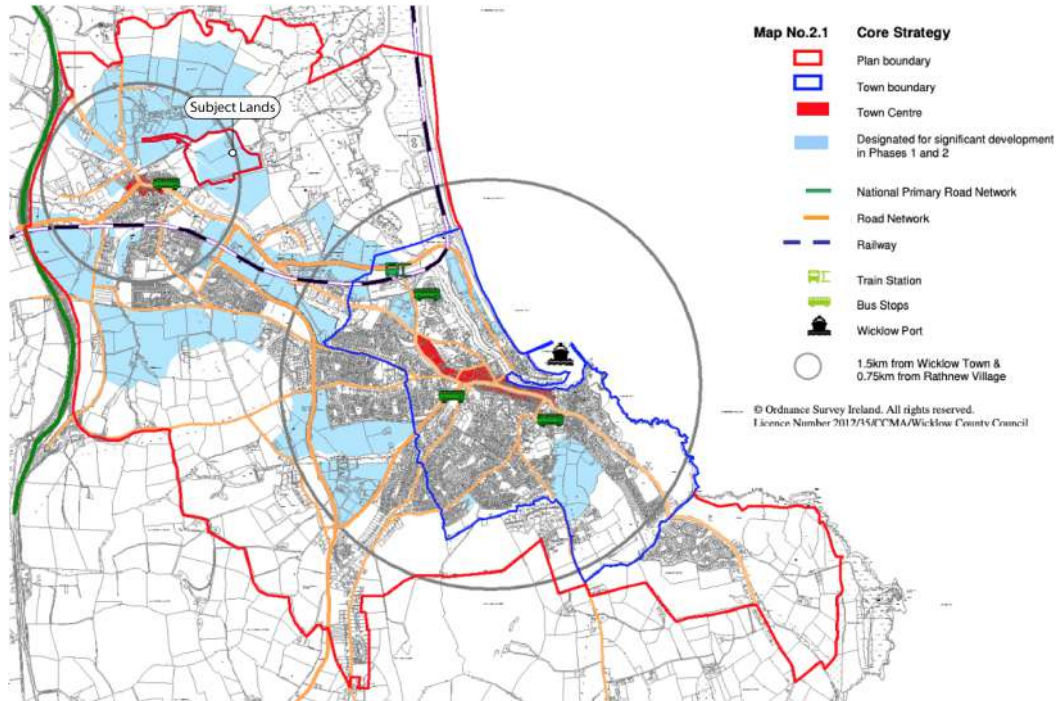 Subject Lands
Map No.2.1 Core Strategy
Plan boundary
Town boundary
Town Centre
Designated for significant development
in Phases 1 and 2
National Primary Road Network
Road Network
Railway
Train Station
Bus Stops
Wicklow Port
1.5km from Wicklow Town &
0.75km from Rathnew Village
© Ordnance Survey Ireland. All rights reserved.
Licence Number 2012/35/CCMA/Wicklow County Council